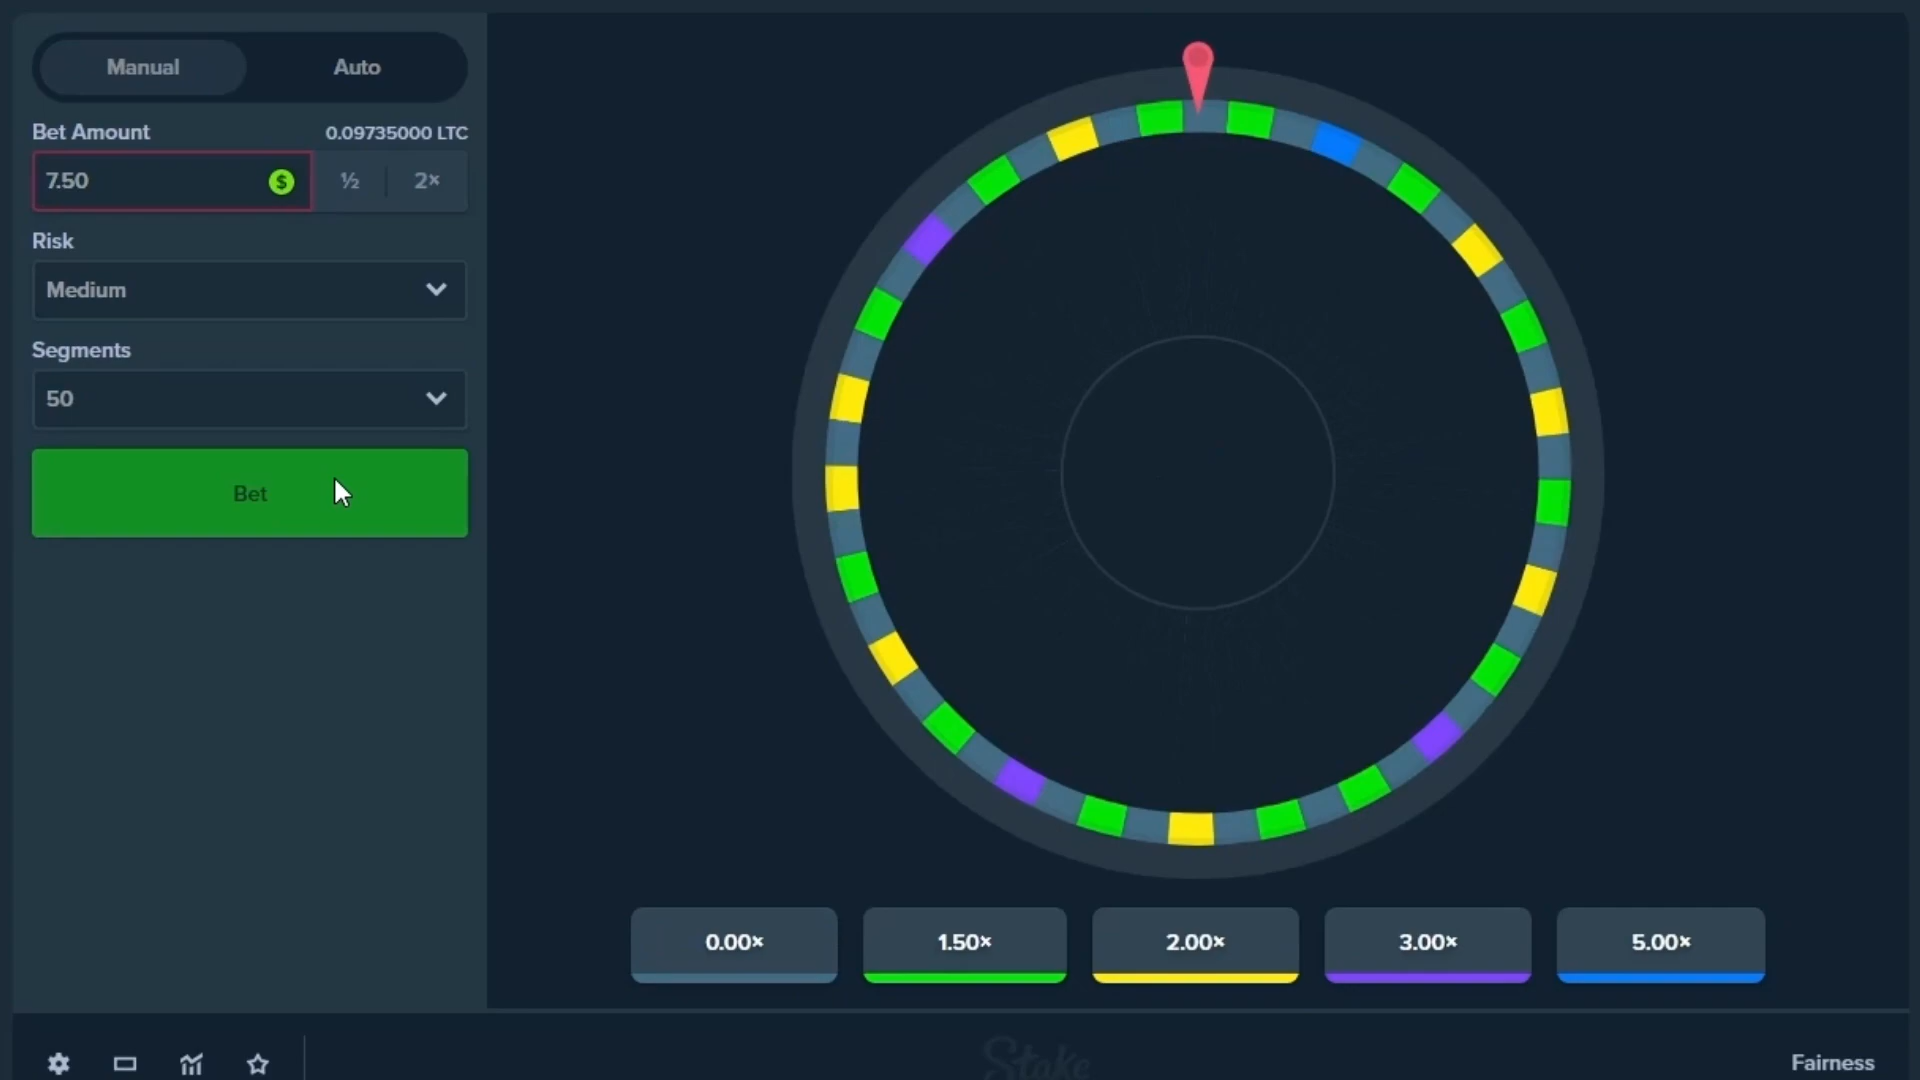 Manual
Auto
Bet Amount
0.09735000 LTC
7.50
$
½
2×
Risk
Medium
Segments
50
Bet
0.00×
1.50×
2.00×
3.00×
5.00×
Stake
Fairness